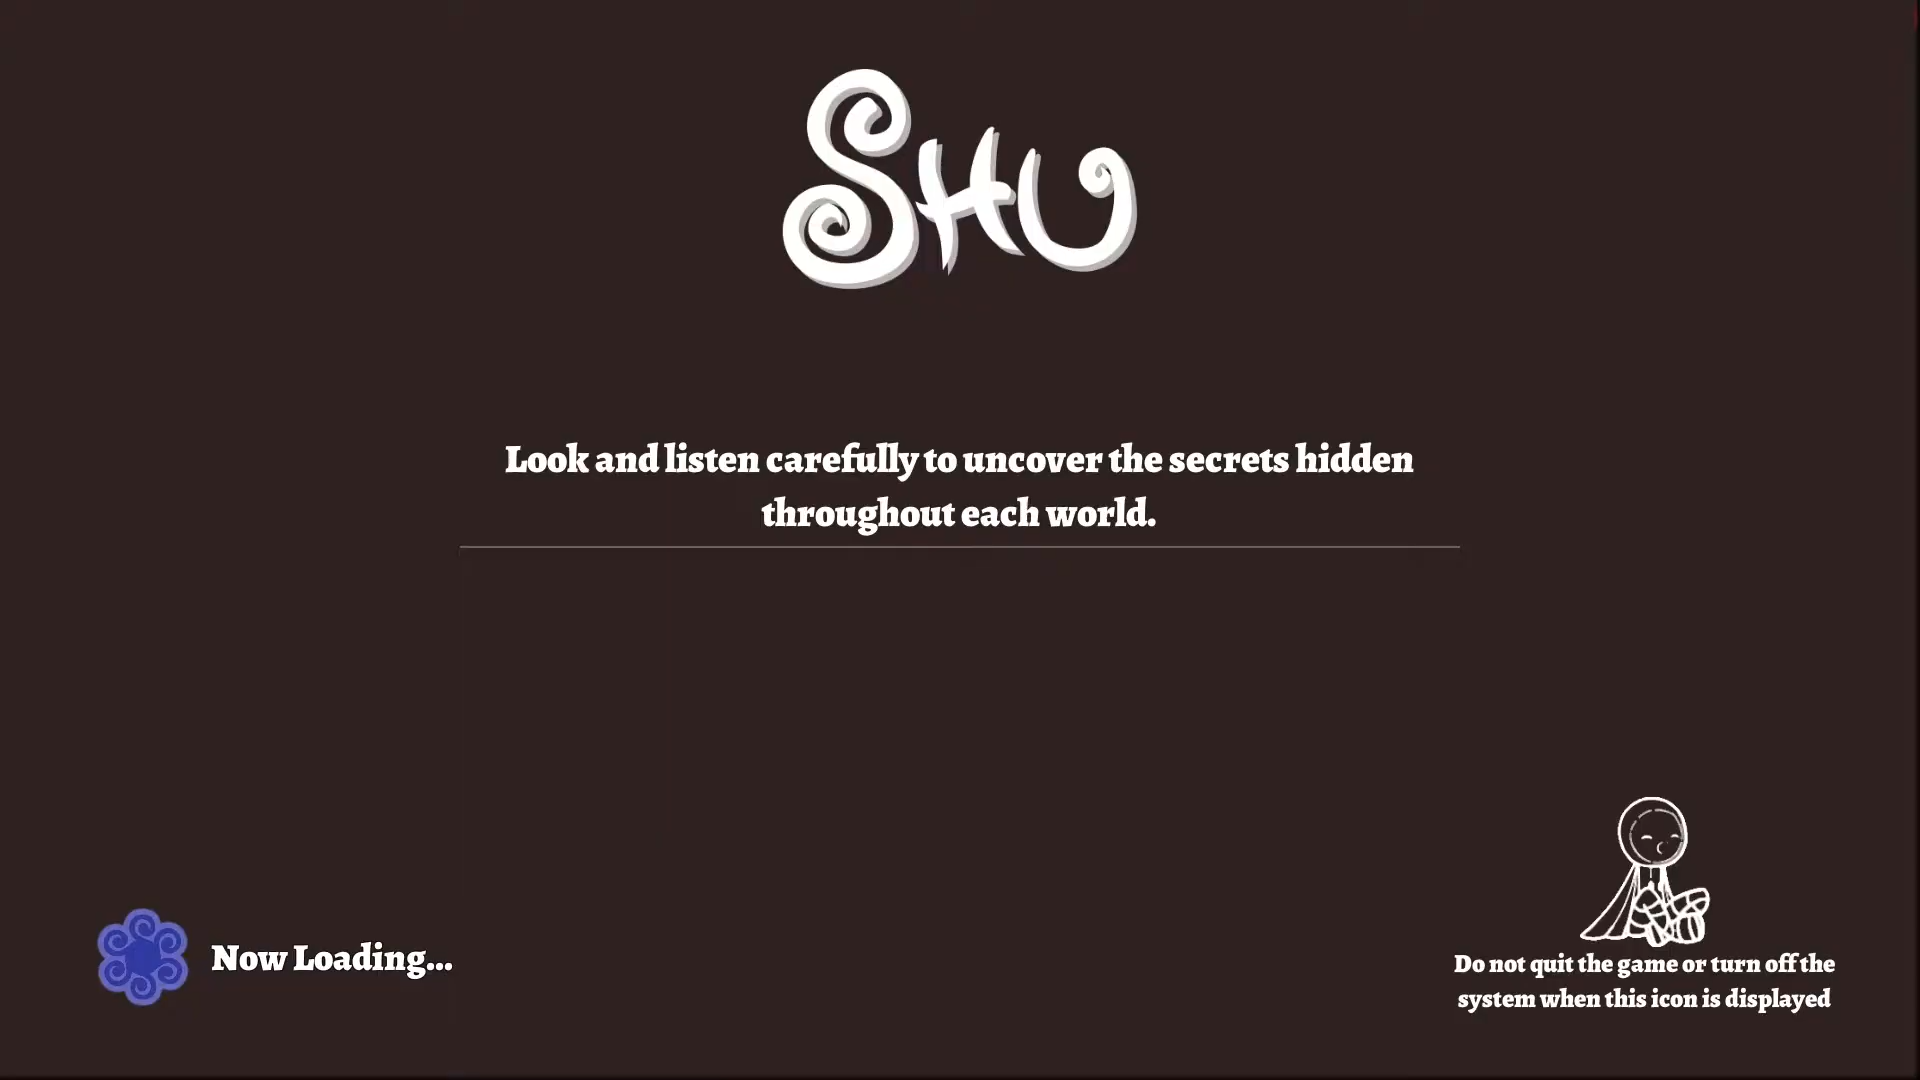 SHU
Look and listen carefully to uncover the secrets hidden
throughout each world.
Now Loading...
Do not quit the game or turn off the
system when this icon is displayed